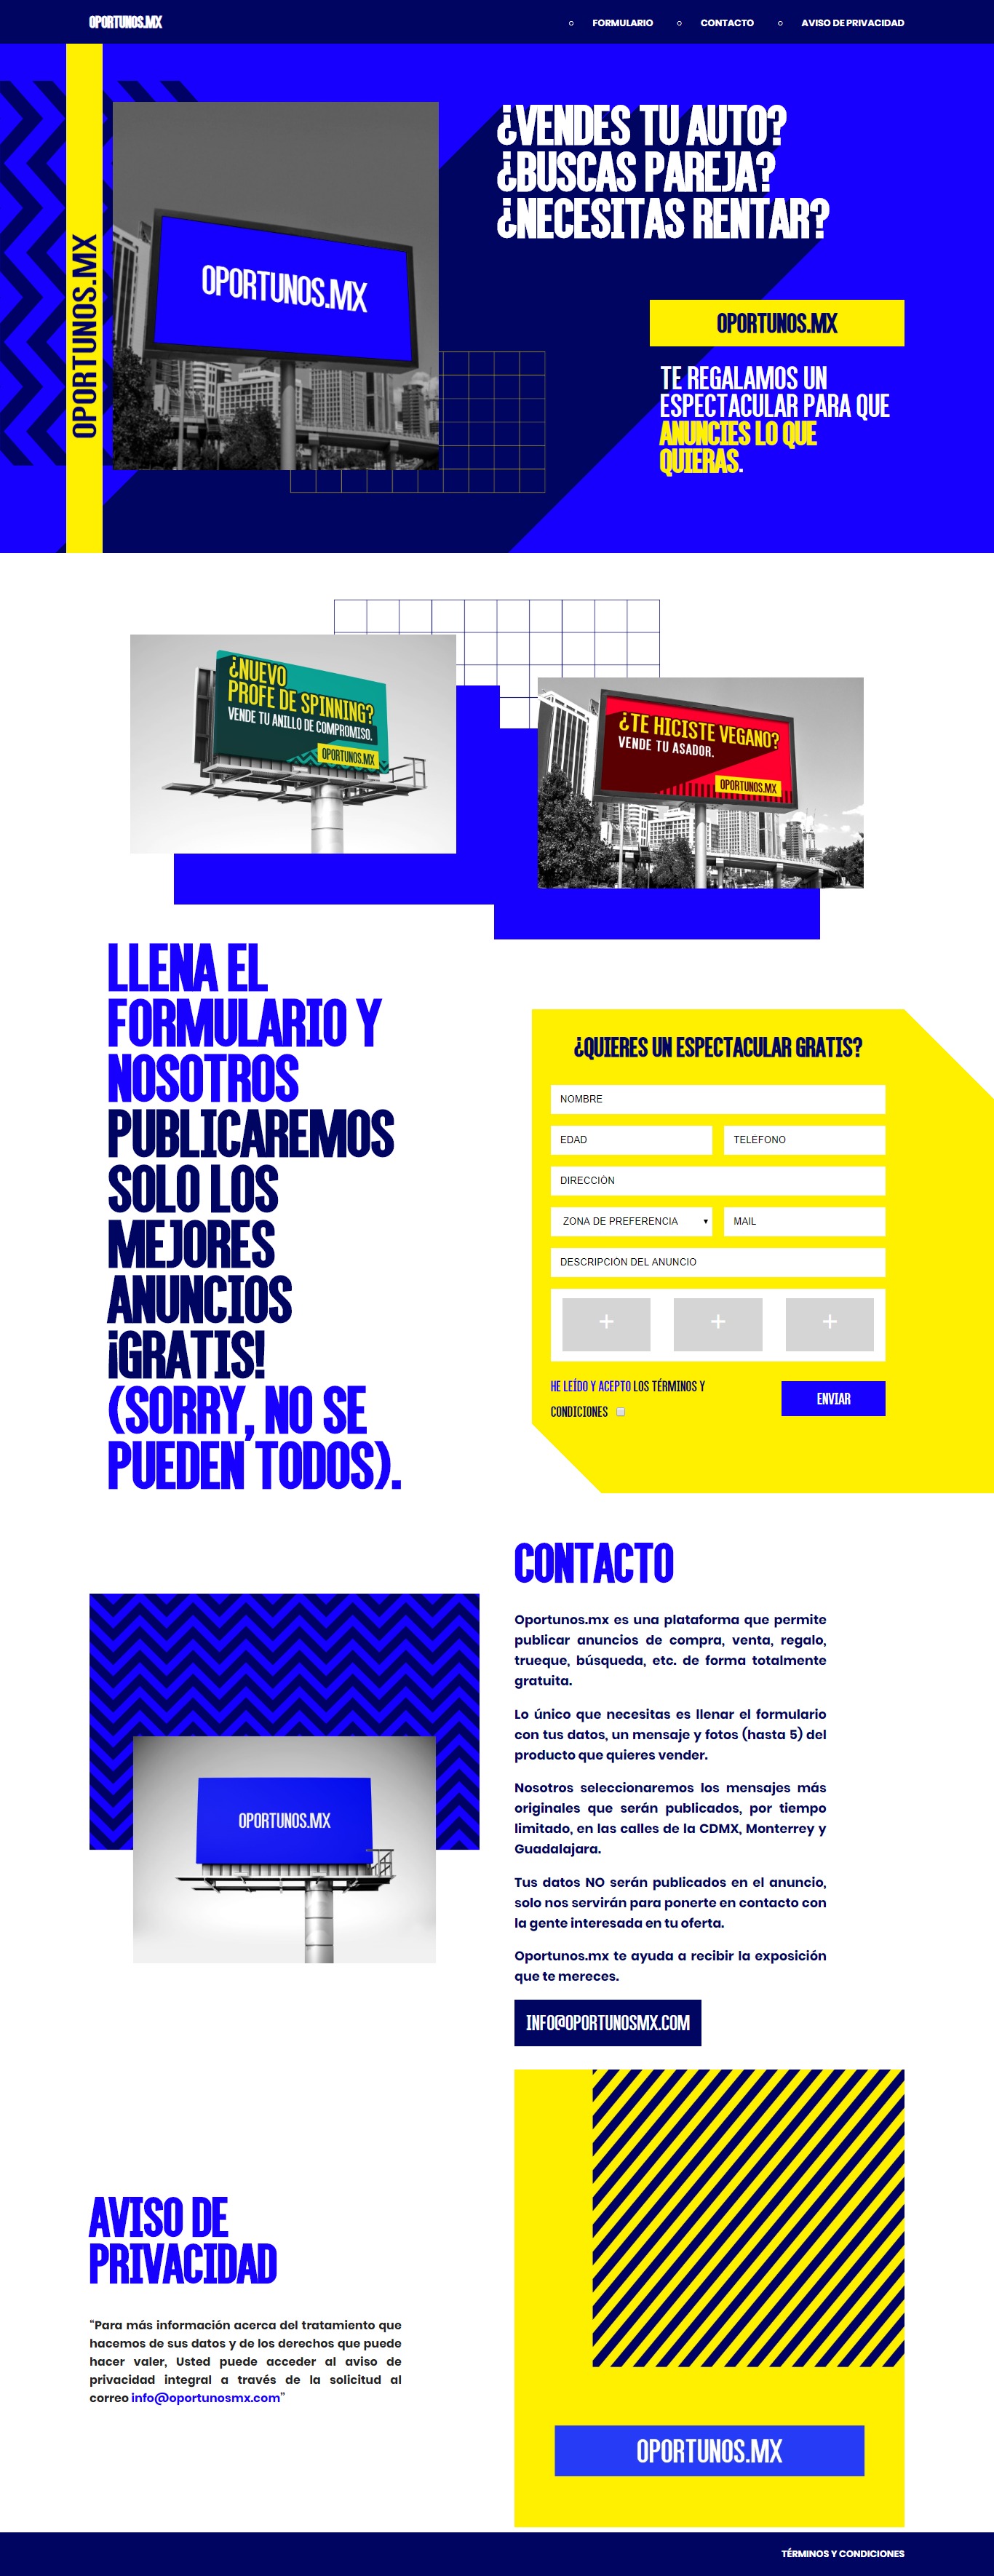 OPORTUNOS.MX
FORMULARIO
CONTACTO
AVISO DE PRIVACIDAD
OPORTUNOS.MX
OPORTUNOS.MX
¿VENDES TU AUTO?
¿BUSCAS PAREJA?
¿NECESITAS RENTAR?
OPORTUNOS.MX
TE REGALAMOS UN
ESPECTACULAR PARA QUE
ANUNCIES LO QUE
QUIERAS.
¿NUEVO
PROFE DE SPINNING?
VENDE TU ANILLO DE COMPROMISO.
OPORTUNOS.MX
¿TE HICISTE VEGANO?
VENDE TU ASADOR.
OPORTUNOS.MX
LLENA EL
FORMULARIO Y
NOSOTROS
PUBLICAREMOS
SOLO LOS
MEJORES
ANUNCIOS
¡GRATIS!
(SORRY, NO SE
PUEDEN TODOS).
¿QUIERES UN ESPECTACULAR GRATIS?
NOMBRE
EDAD
TELÉFONO
DIRECCIÓN
ZONA DE PREFERENCIA
MAIL
DESCRIPCIÓN DEL ANUNCIO
+ + +
HE LEÍDO Y ACEPTO LOS TÉRMINOS Y
CONDICIONES
ENVIAR
CONTACTO
Oportunos.mx es una plataforma que permite
publicar anuncios de compra, venta, regalo,
trueque, búsqueda, etc. de forma totalmente
gratuita.
Lo único que necesitas es llenar el formulario
con tus datos, un mensaje y fotos (hasta 5) del
producto que quieres vender.
Nosotros seleccionaremos los mensajes más
originales que serán publicados, por tiempo
limitado, en las calles de la CDMX, Monterrey y
Guadalajara.
Tus datos NO serán publicados en el anuncio,
solo nos servirán para ponerte en contacto con
la gente interesada en tu oferta.
Oportunos.mx te ayuda a recibir la exposición
que te mereces.
INFO@OPORTUNOSMX.COM
OPORTUNOS.MX
AVISO DE
PRIVACIDAD
“Para más información acerca del tratamiento que
hacemos de sus datos y de los derechos que puede
hacer valer, Usted puede acceder al aviso de
privacidad integral a través de la solicitud al
correo info@oportunosmx.com”
OPORTUNOS.MX
TÉRMINOS Y CONDICIONES